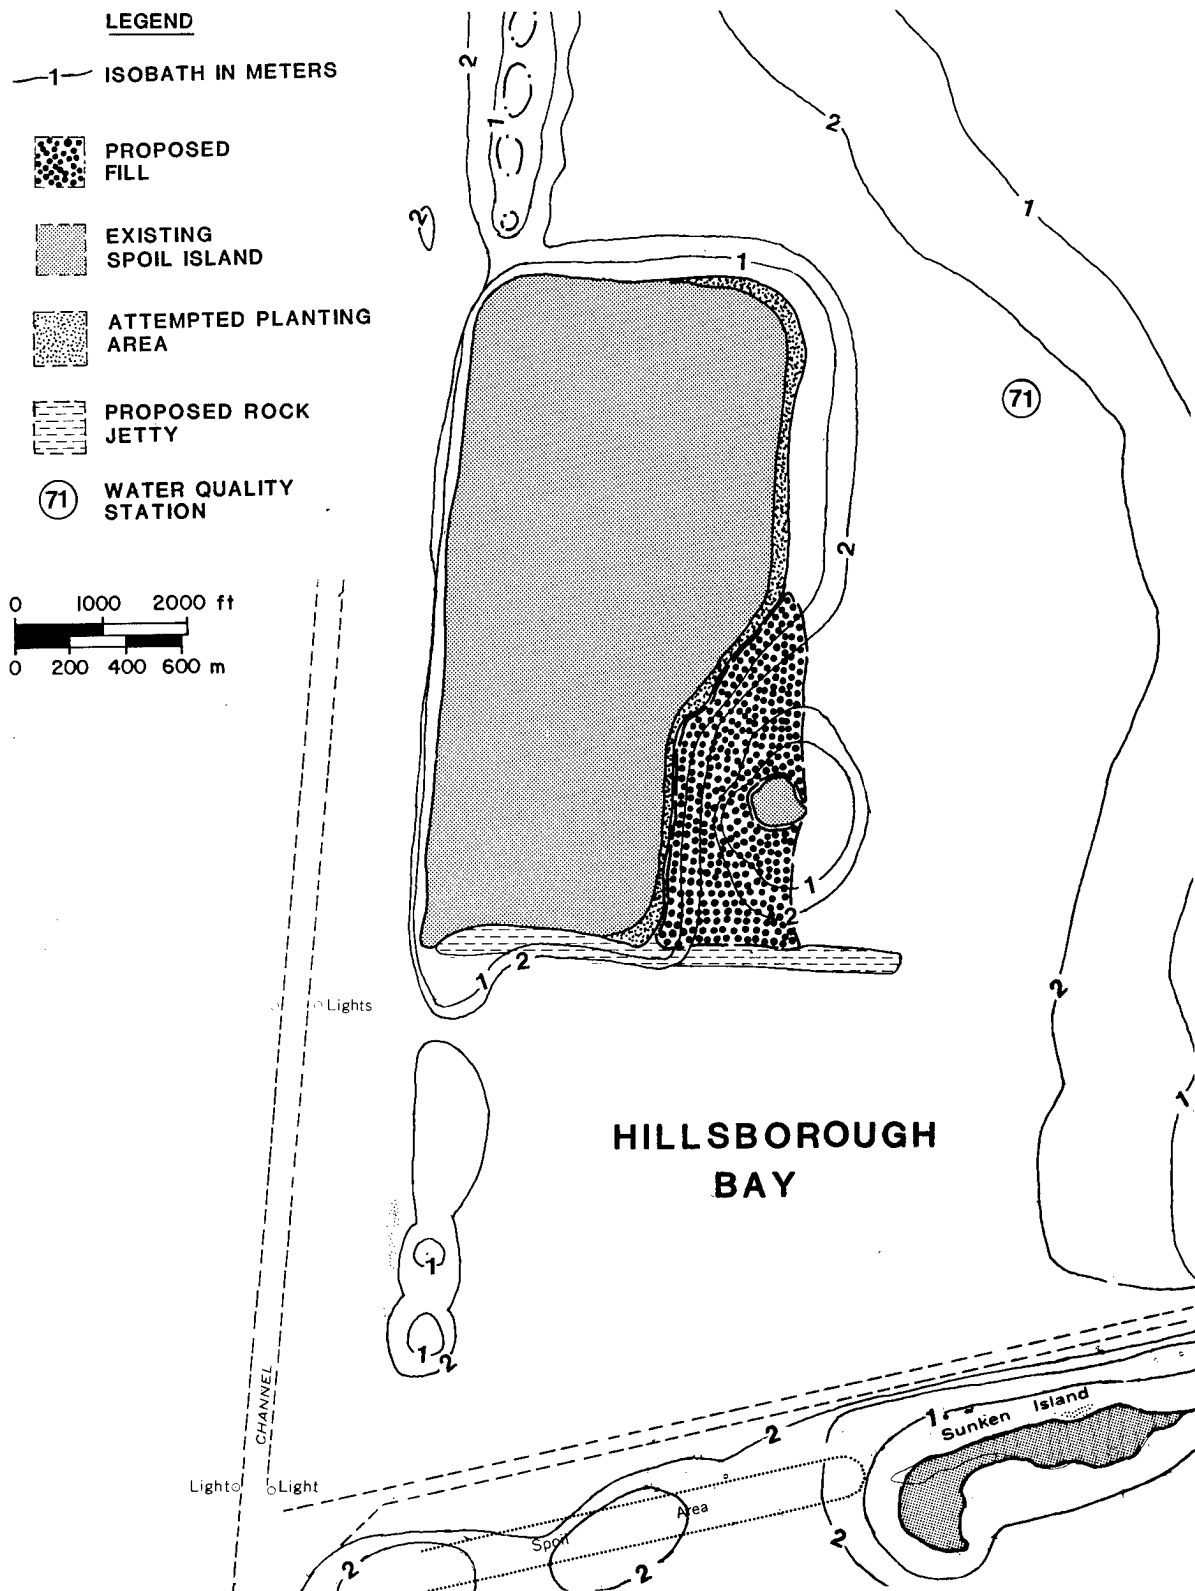 LEGEND
1 ISOBATH IN METERS
PROPOSED
FILL
EXISTING
SPOIL ISLAND
ATTEMPTED PLANTING
AREA
PROPOSED ROCK
JETTY
71 WATER QUALITY
STATION
0 1000 2000 ft
0 200 400 600 m
2
1
2
2
1
1
71
2
1
2
1
2
Lights
2
1
HILLSBOROUGH
BAY
1
1
2
CHANNEL
Light
Light
2
1
Sunken Island
Spoil Area
2
2
2